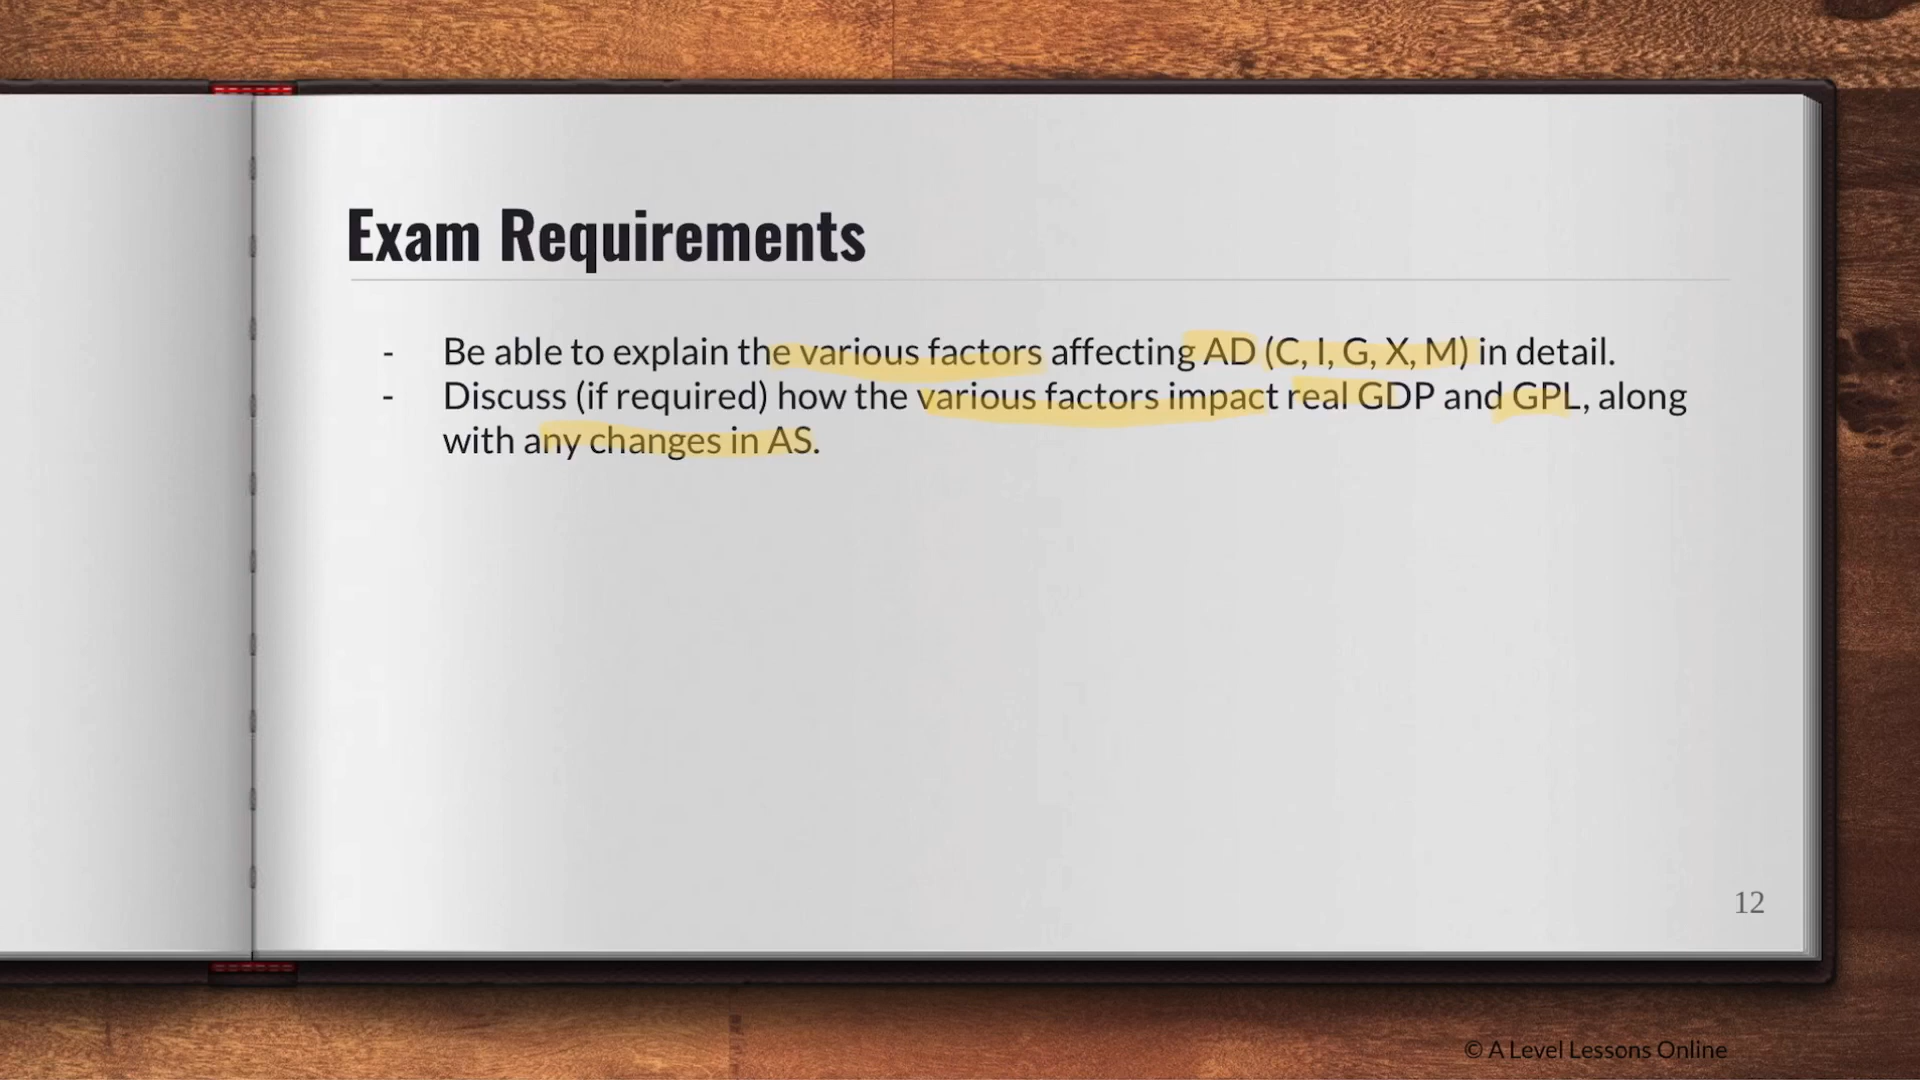 Exam Requirements
- Be able to explain the various factors affecting AD (C, I, G, X, M) in detail.
- Discuss (if required) how the various factors impact real GDP and GPL, along
with any changes in AS.
12
© A Level Lessons Online